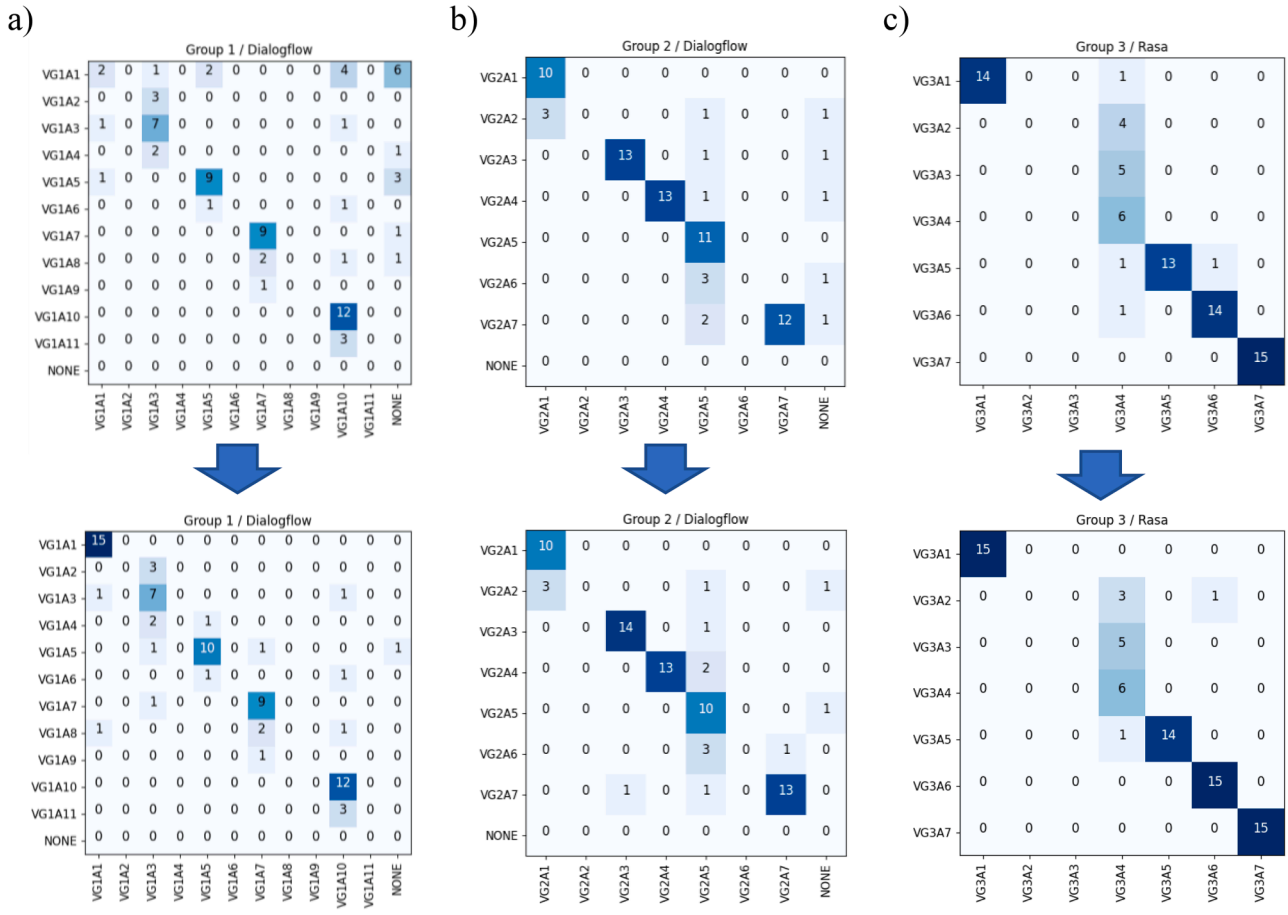 a)
Group 1 / Dialogflow
VG1A1 2 0 1 0 2 0 0 0 0 4 0 6
VG1A2 0 0 3 0 0 0 0 0 0 0 0 0
VG1A3 1 0 7 0 0 0 0 0 0 1 0 0
VG1A4 0 0 2 0 0 0 0 0 0 0 0 1
VG1A5 1 0 0 0 9 0 0 0 0 0 0 3
VG1A6 0 0 0 0 1 0 0 0 0 1 0 0
VG1A7 0 0 0 0 0 0 9 0 0 0 0 1
VG1A8 0 0 0 0 0 0 2 0 0 1 0 1
VG1A9 0 0 0 0 0 0 1 0 0 0 0 0
VG1A10 0 0 0 0 0 0 0 0 0 12 0 0
VG1A11 0 0 0 0 0 0 0 0 0 3 0 0
NONE 0 0 0 0 0 0 0 0 0 0 0 0
VG1A1 VG1A2 VG1A3 VG1A4 VG1A5 VG1A6 VG1A7 VG1A8 VG1A9 VG1A10 VG1A11 NONE
b)
Group 2 / Dialogflow
VG2A1 10 0 0 0 0 0 0 0
VG2A2 3 0 0 0 1 0 0 1
VG2A3 0 0 13 0 1 0 0 1
VG2A4 0 0 0 13 1 0 0 1
VG2A5 0 0 0 0 11 0 0 0
VG2A6 0 0 0 0 3 0 0 1
VG2A7 0 0 0 0 2 0 12 1
NONE 0 0 0 0 0 0 0 0
VG2A1 VG2A2 VG2A3 VG2A4 VG2A5 VG2A6 VG2A7 NONE
c)
Group 3 / Rasa
VG3A1 14 0 0 1 0 0 0
VG3A2 0 0 0 4 0 0 0
VG3A3 0 0 0 5 0 0 0
VG3A4 0 0 0 6 0 0 0
VG3A5 0 0 0 1 13 1 0
VG3A6 0 0 0 1 0 14 0
VG3A7 0 0 0 0 0 0 15
VG3A1 VG3A2 VG3A3 VG3A4 VG3A5 VG3A6 VG3A7
Group 1 / Dialogflow
VG1A1 15 0 0 0 0 0 0 0 0 0 0 0
VG1A2 0 0 3 0 0 0 0 0 0 0 0 0
VG1A3 1 0 7 0 0 0 0 0 0 1 0 0
VG1A4 0 0 2 0 1 0 0 0 0 0 0 0
VG1A5 0 0 1 0 10 0 1 0 0 0 0 1
VG1A6 0 0 0 0 1 0 0 0 0 1 0 0
VG1A7 0 0 1 0 0 0 9 0 0 0 0 0
VG1A8 1 0 0 0 0 0 2 0 0 1 0 0
VG1A9 0 0 0 0 0 0 1 0 0 0 0 0
VG1A10 0 0 0 0 0 0 0 0 0 12 0 0
VG1A11 0 0 0 0 0 0 0 0 0 3 0 0
NONE 0 0 0 0 0 0 0 0 0 0 0 0
VG1A1 VG1A2 VG1A3 VG1A4 VG1A5 VG1A6 VG1A7 VG1A8 VG1A9 VG1A10 VG1A11 NONE
Group 2 / Dialogflow
VG2A1 10 0 0 0 0 0 0 0
VG2A2 3 0 0 0 1 0 0 1
VG2A3 0 0 14 0 1 0 0 0
VG2A4 0 0 0 13 2 0 0 0
VG2A5 0 0 0 0 10 0 0 1
VG2A6 0 0 0 0 3 0 1 0
VG2A7 0 0 1 0 1 0 13 0
NONE 0 0 0 0 0 0 0 0
VG2A1 VG2A2 VG2A3 VG2A4 VG2A5 VG2A6 VG2A7 NONE
Group 3 / Rasa
VG3A1 15 0 0 0 0 0 0
VG3A2 0 0 0 3 0 1 0
VG3A3 0 0 0 5 0 0 0
VG3A4 0 0 0 6 0 0 0
VG3A5 0 0 0 1 14 0 0
VG3A6 0 0 0 0 0 15 0
VG3A7 0 0 0 0 0 0 15
VG3A1 VG3A2 VG3A3 VG3A4 VG3A5 VG3A6 VG3A7